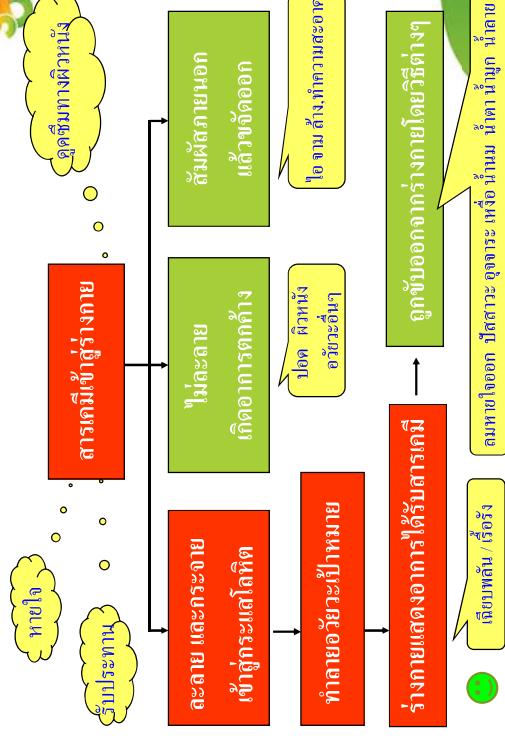 หายใจ
รับประทาน
ดูดซึมทางผิวหนัง
สารเคมีเข้าสู่ร่างกาย
ละลาย และกระจาย
เข้าสู่กระแสโลหิต
ไม่ละลาย
เกิดอาการตกค้าง
สัมผัสภายนอก
แล้วขจัดออก
ปอด ผิวหนัง
อวัยวะอื่นๆ
ไอ จาม ล้าง,ทำความสะอาด
ทำลายอวัยวะเป้าหมาย
ร่างกายแสดงอาการได้รับสารเคมี
ถูกขับออกจากร่างกายโดยวิธีต่างๆ
เฉียบพลัน / เรื้อรัง
ลมหายใจออก ปัสสาวะ อุจจาระ เหงื่อ น้ำนม น้ำตา น้ำมูก น้ำลาย